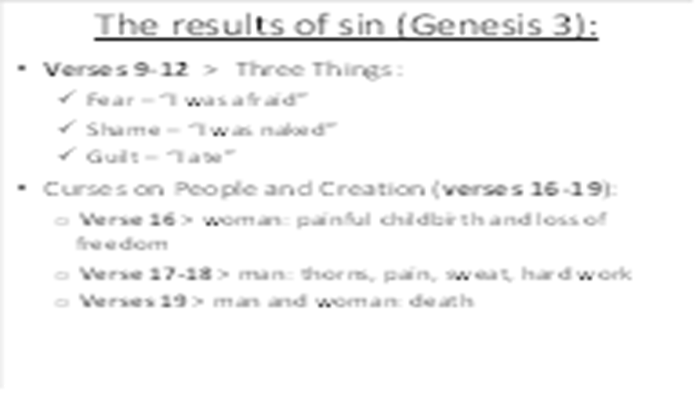 The results of sin (Genesis 3):
• Verses 9-12 > Three Things:
✓ Fear – "I was afraid"
✓ Shame – "I was naked"
✓ Guilt – "I ate"
• Curses on People and Creation (verses 16-19):
o Verse 16 > woman: painful childbirth and loss of
freedom
o Verse 17-18 > man: thorns, pain, sweat, hard work
o Verses 19 > man and woman: death